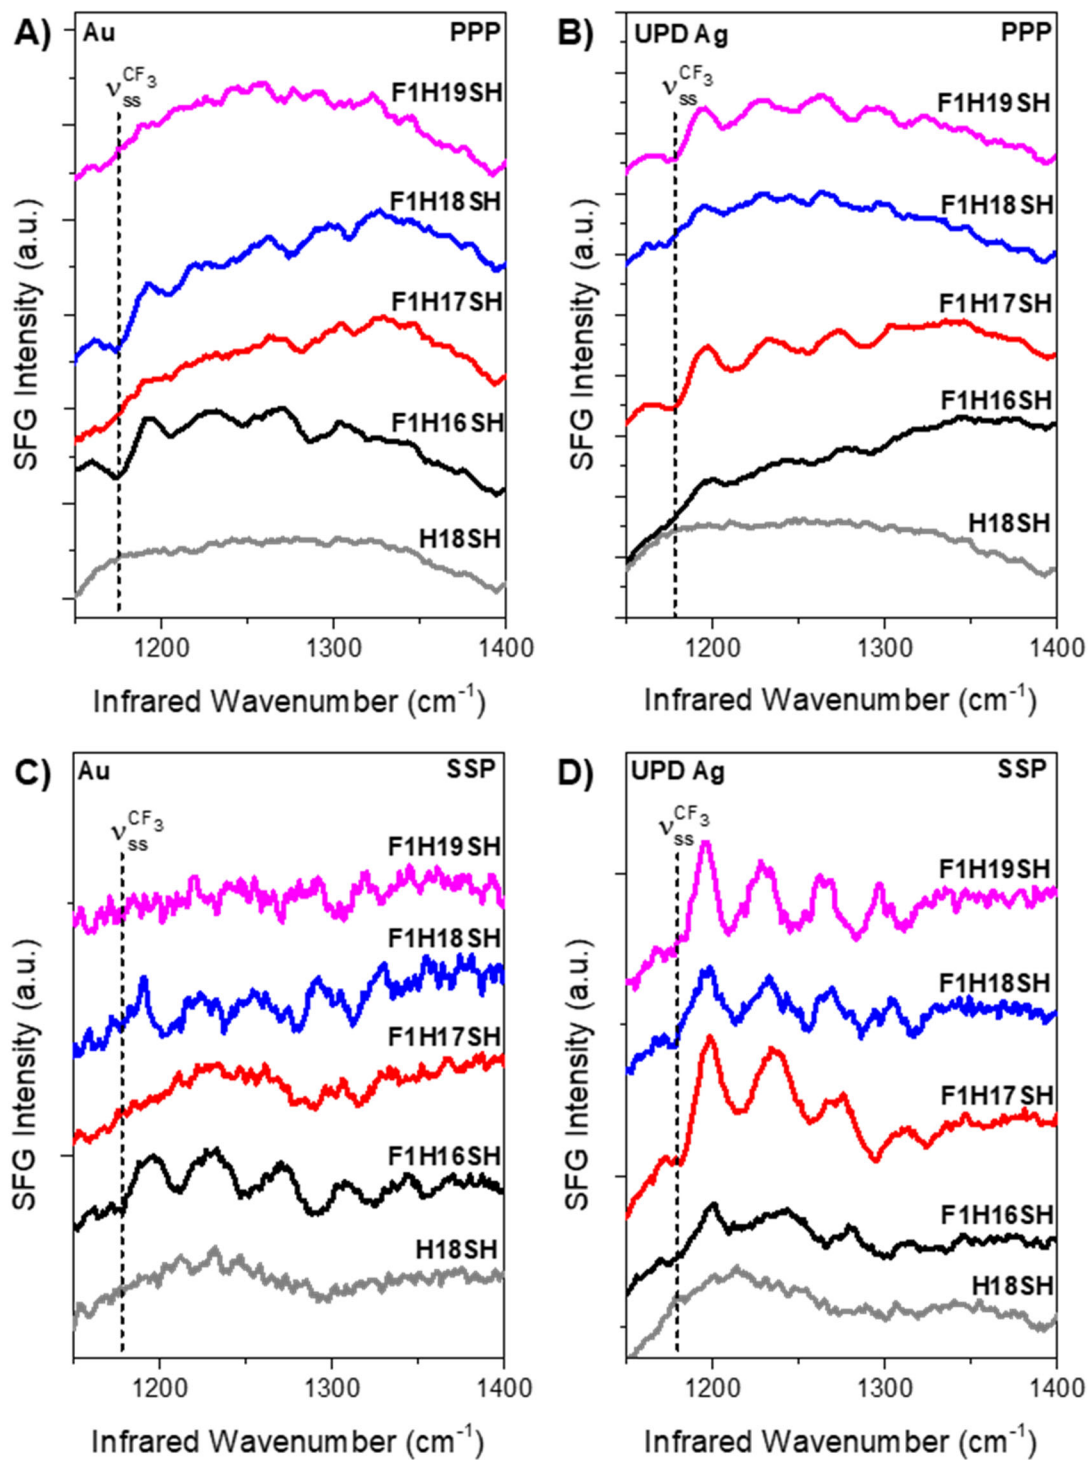 A) Au PPP
ν_ss^CF3
F1H19SH
F1H18SH
F1H17SH
F1H16SH
H18SH
SFG Intensity (a.u.)
1200 1300 1400
Infrared Wavenumber (cm⁻¹)
B) UPD Ag PPP
ν_ss^CF3
F1H19SH
F1H18SH
F1H17SH
F1H16SH
H18SH
SFG Intensity (a.u.)
1200 1300 1400
Infrared Wavenumber (cm⁻¹)
C) Au SSP
ν_ss^CF3
F1H19SH
F1H18SH
F1H17SH
F1H16SH
H18SH
SFG Intensity (a.u.)
1200 1300 1400
Infrared Wavenumber (cm⁻¹)
D) UPD Ag SSP
ν_ss^CF3
F1H19SH
F1H18SH
F1H17SH
F1H16SH
H18SH
SFG Intensity (a.u.)
1200 1300 1400
Infrared Wavenumber (cm⁻¹)